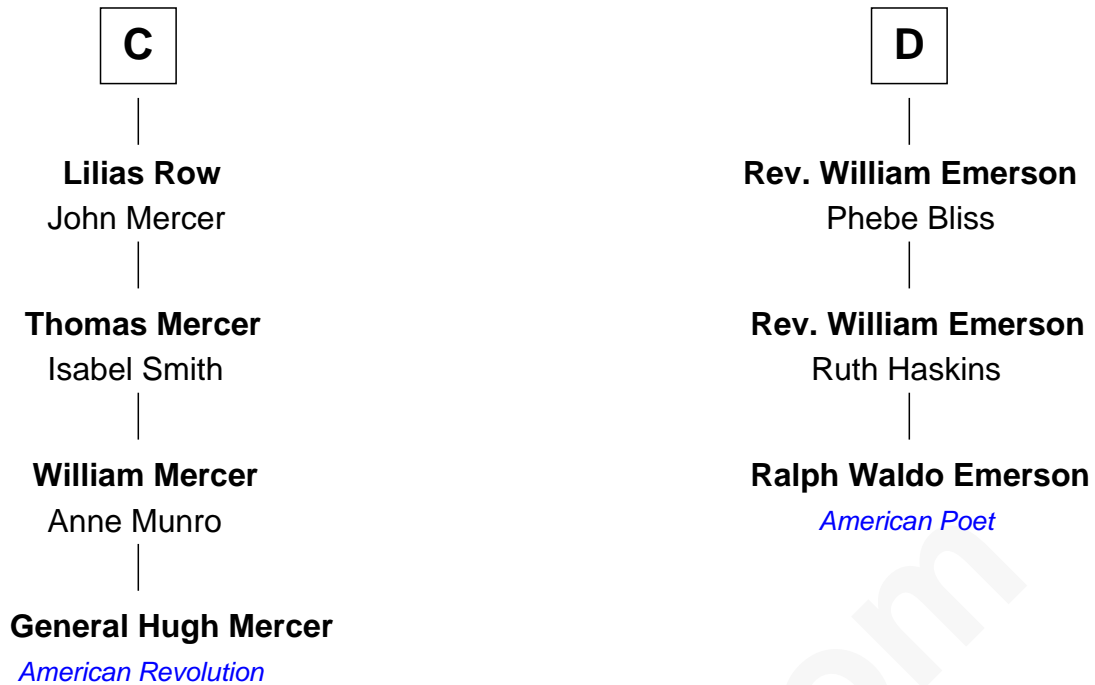 C
Lilias Row
John Mercer
Thomas Mercer
Isabel Smith
William Mercer
Anne Munro
General Hugh Mercer
American Revolution
D
Rev. William Emerson
Phebe Bliss
Rev. William Emerson
Ruth Haskins
Ralph Waldo Emerson
American Poet